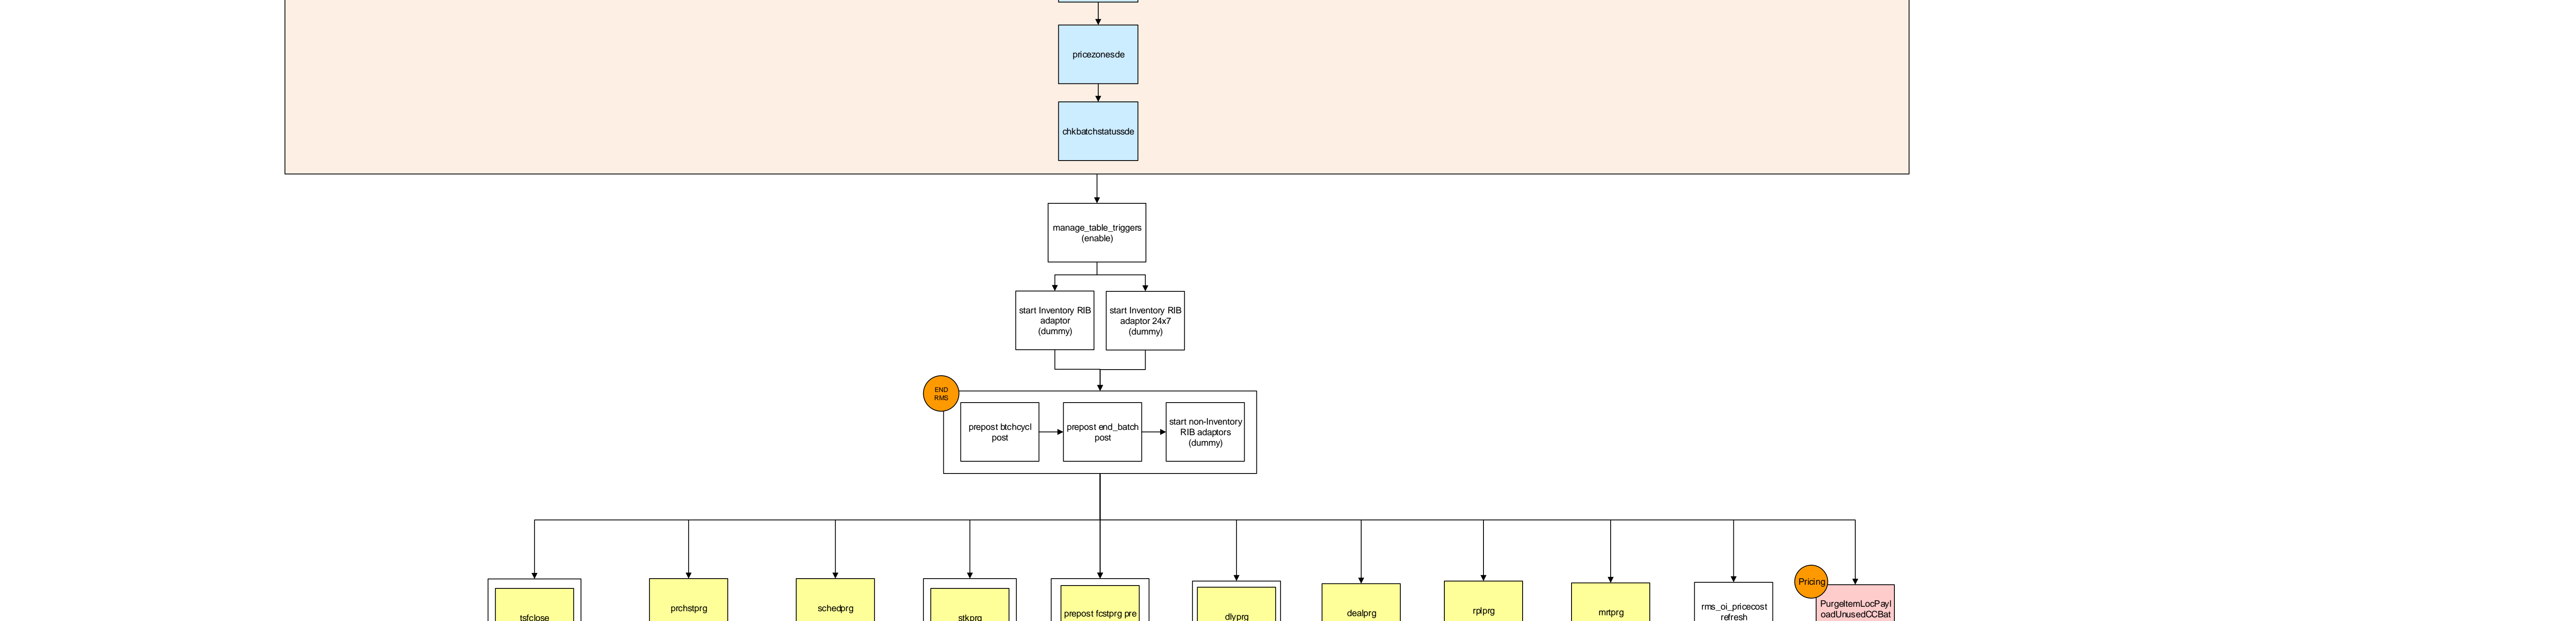 pricezonesde
chkbatchstatussde
manage_table_triggers
(enable)
start Inventory RIB
adaptor
(dummy)
start Inventory RIB
adaptor 24x7
(dummy)
END
RMS
prepost btchcycl
post
prepost end_batch
post
start non-Inventory
RIB adaptors
(dummy)
tsfclose
prchstprg
schedprg
stkprg
prepost fcstprg pre
dlyprg
dealprg
rplprg
mrtprg
rms_oi_pricecost
refresh
Pricing
PurgeItemLocPayl
oadUnusedCCBat